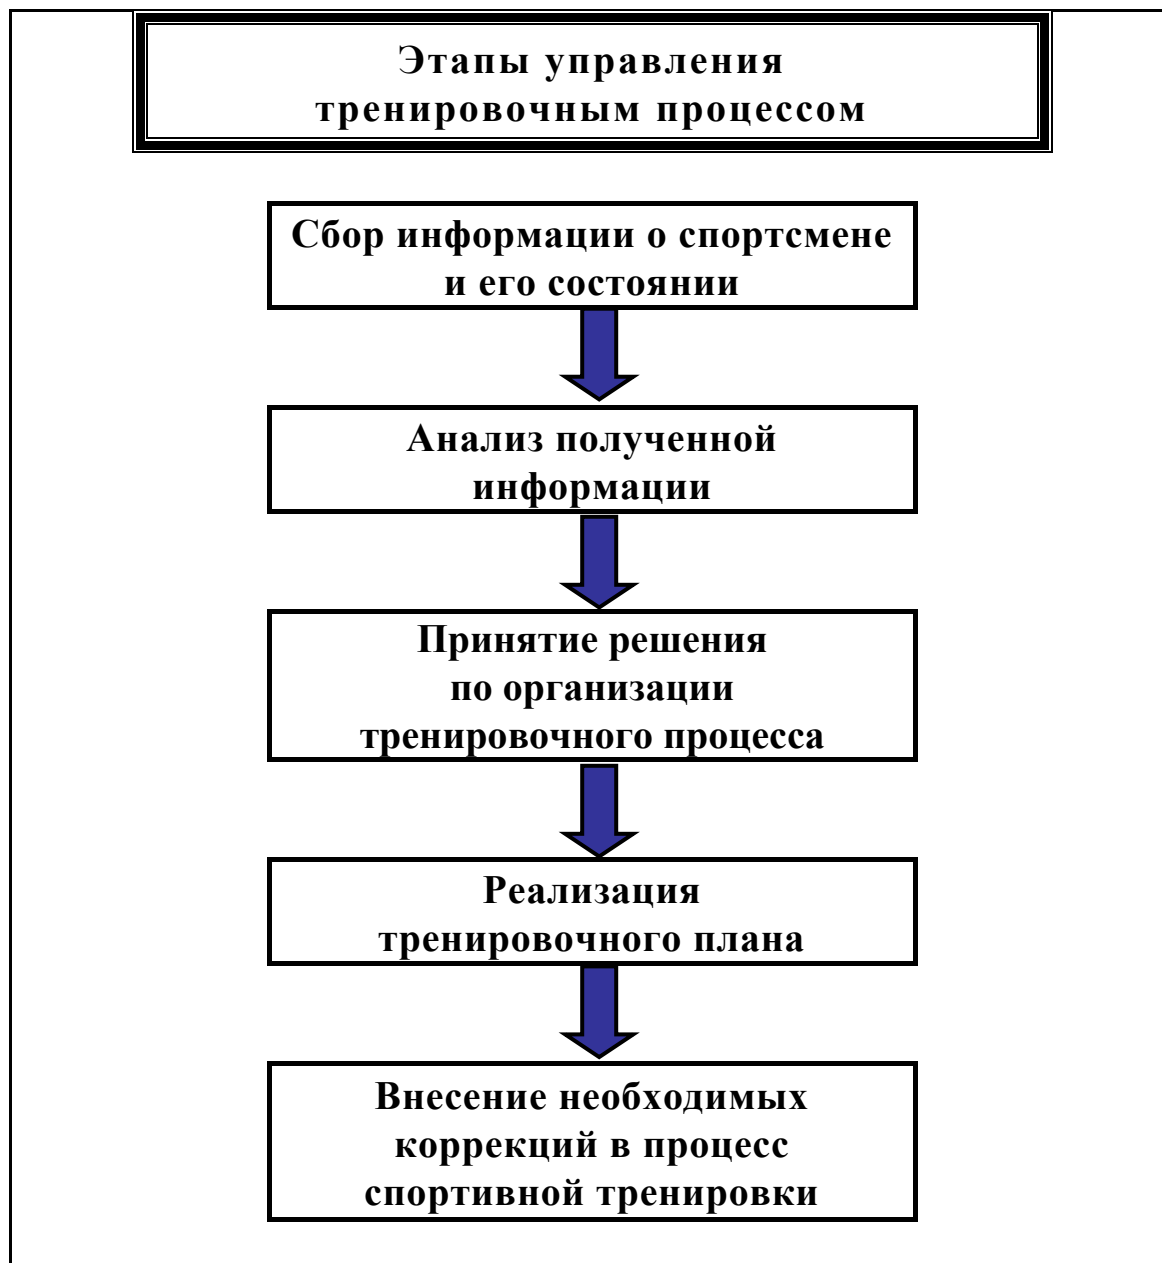 Этапы управления
тренировочным процессом
Сбор информации о спортсмене
и его состоянии
Анализ полученной
информации
Принятие решения
по организации
тренировочного процесса
Реализация
тренировочного плана
Внесение необходимых
коррекций в процесс
спортивной тренировки